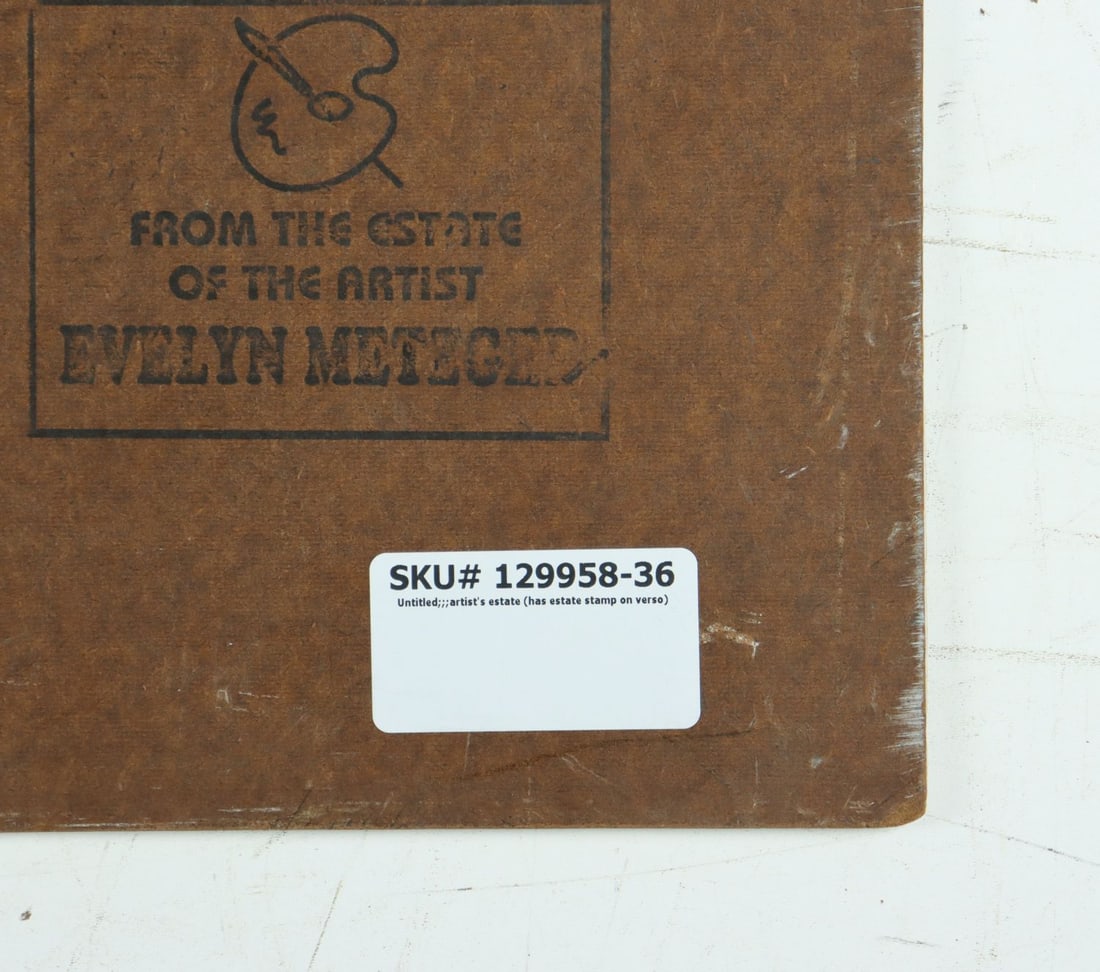 FROM THE ESTATE
OF THE ARTIST
EVELYN METZGER
SKU# 129958-36
Untitled;;;artist's estate (has estate stamp on verso)